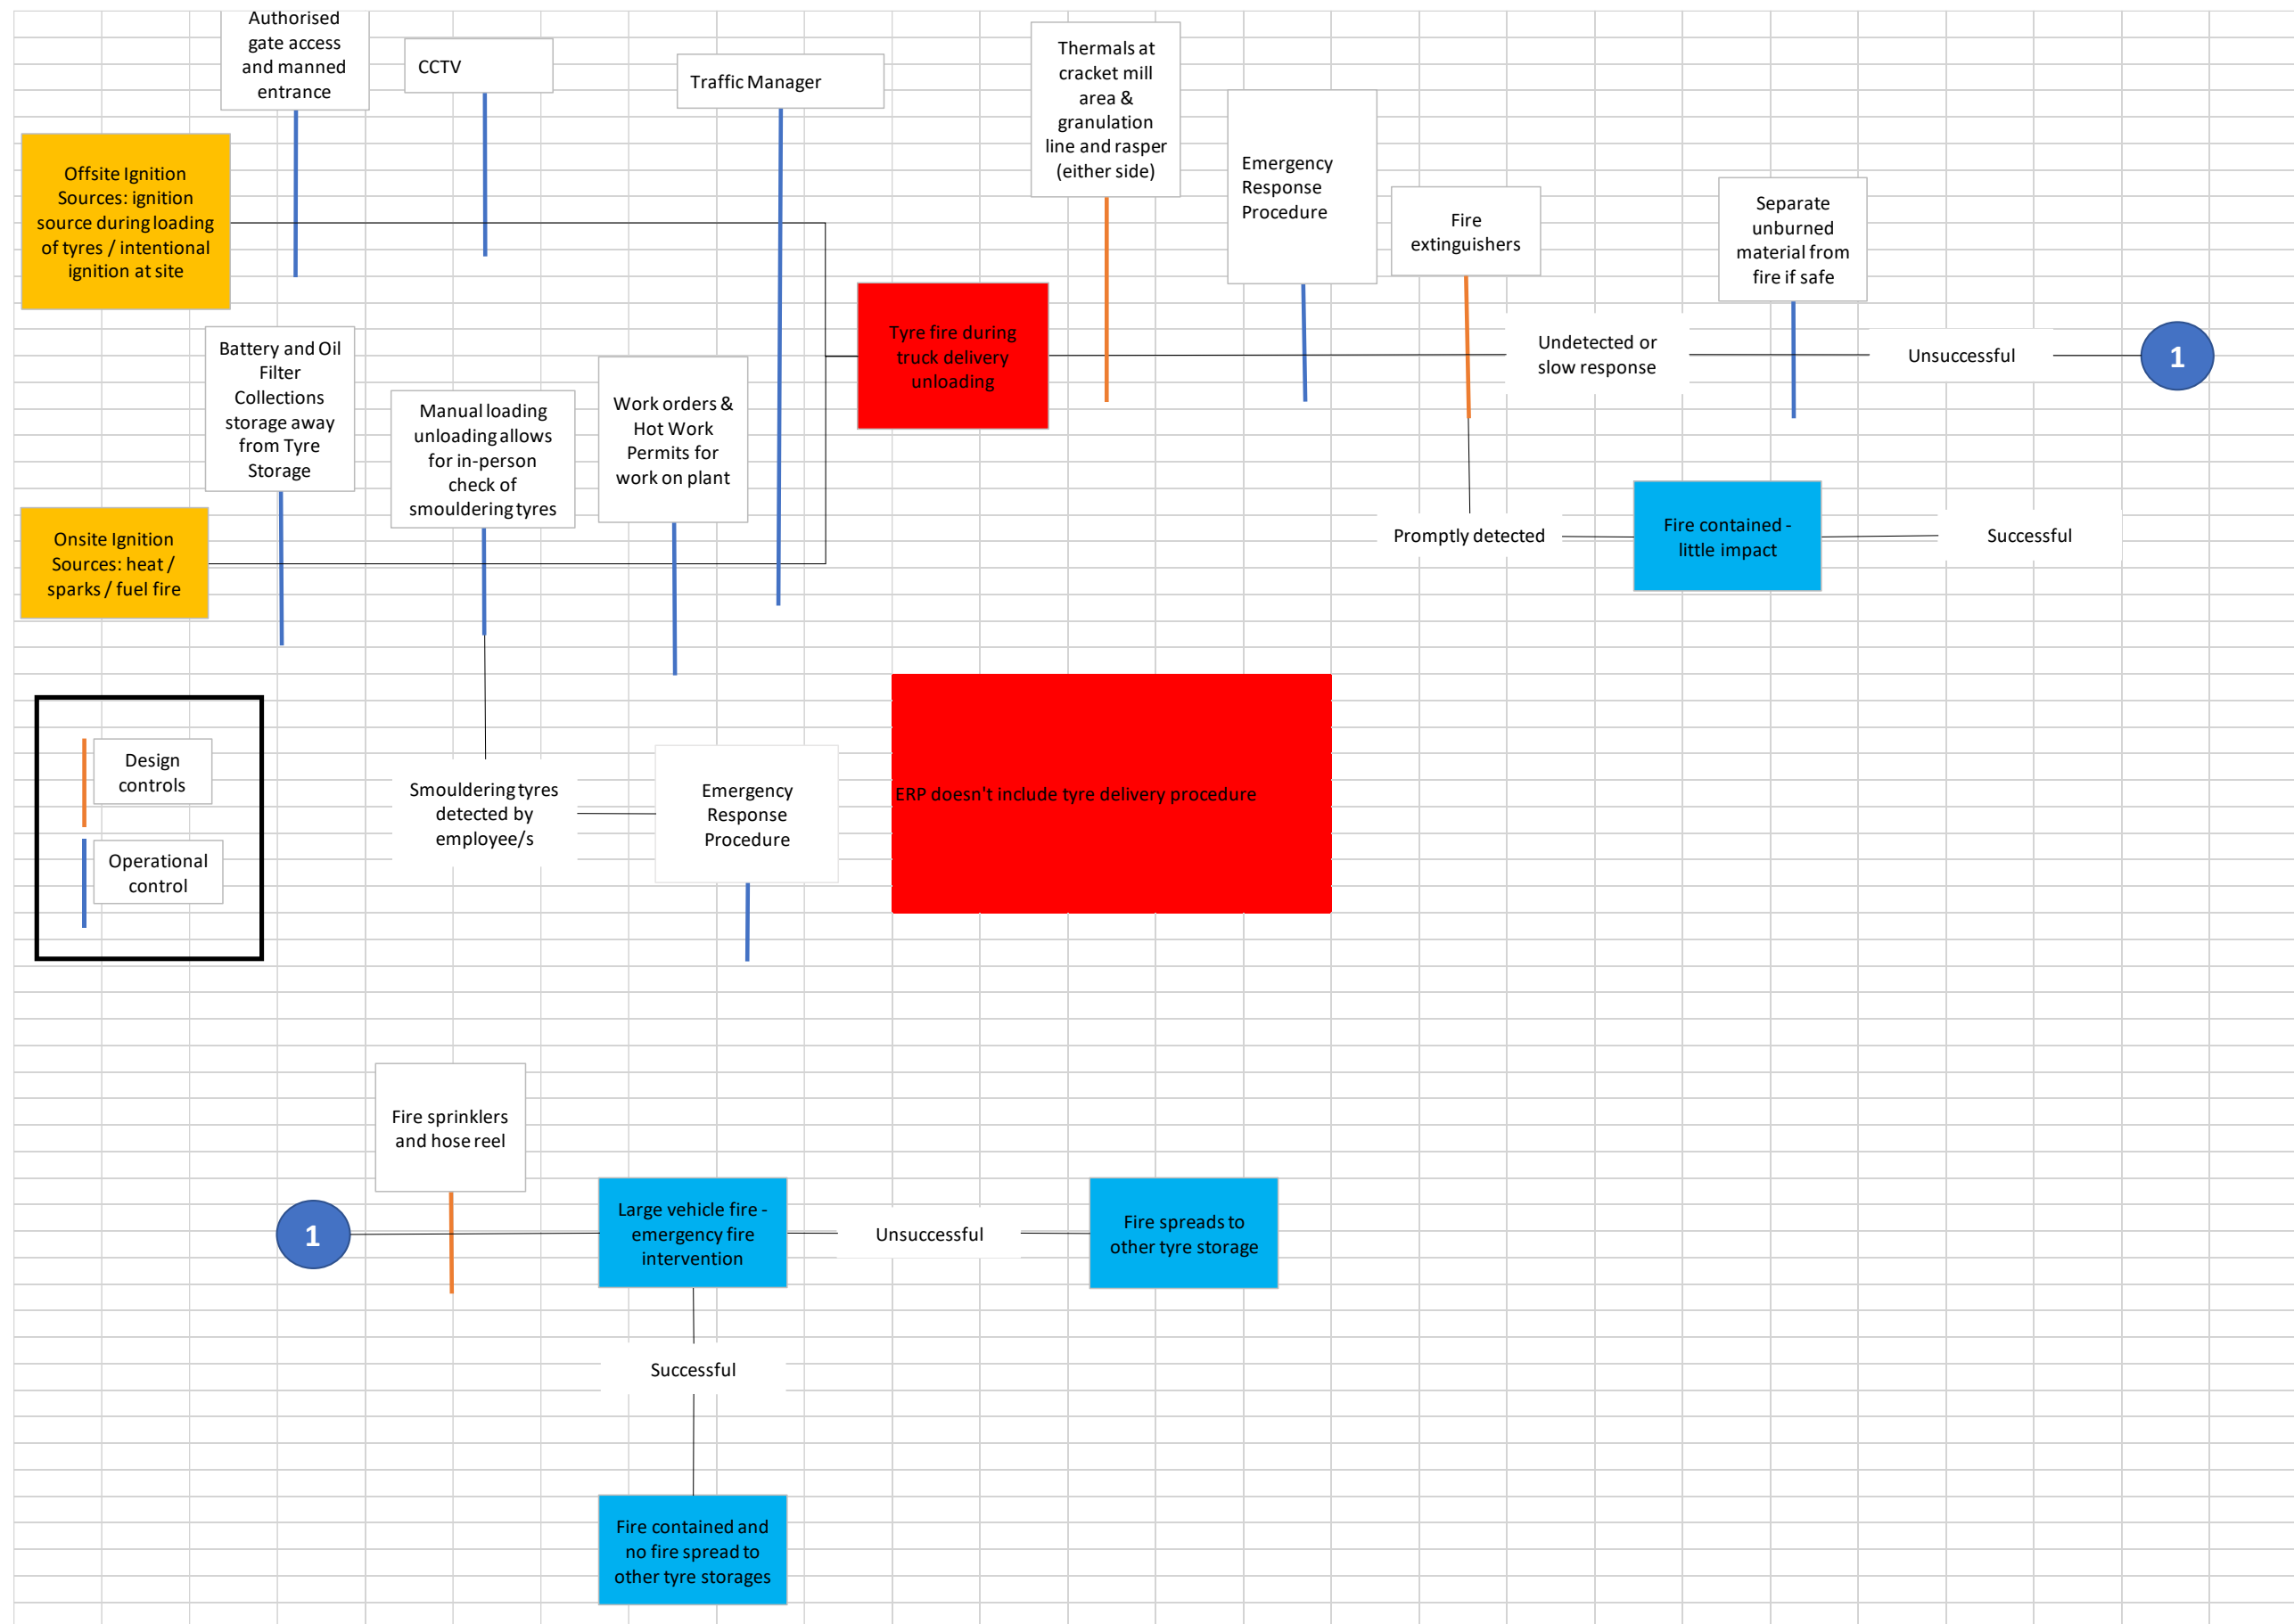 Authorised
gate access
and manned
entrance
CCTV
Traffic Manager
Thermals at
cracket mill
area &
granulation
line and rasper
(either side)
Emergency
Response
Procedure
Fire
extinguishers
Separate
unburned
material from
fire if safe
Offsite Ignition
Sources: ignition
source during loading
of tyres / intentional
ignition at site
Battery and Oil
Filter
Collections
storage away
from Tyre
Storage
Manual loading
unloading allows
for in-person
check of
smouldering tyres
Work orders &
Hot Work
Permits for
work on plant
Tyre fire during
truck delivery
unloading
Undetected or
slow response
Unsuccessful
1
Onsite Ignition
Sources: heat /
sparks / fuel fire
Promptly detected
Fire contained -
little impact
Successful
Design
controls
Operational
control
Smouldering tyres
detected by
employee/s
Emergency
Response
Procedure
ERP doesn't include tyre delivery procedure
Fire sprinklers
and hose reel
1
Large vehicle fire -
emergency fire
intervention
Unsuccessful
Fire spreads to
other tyre storage
Successful
Fire contained and
no fire spread to
other tyre storages